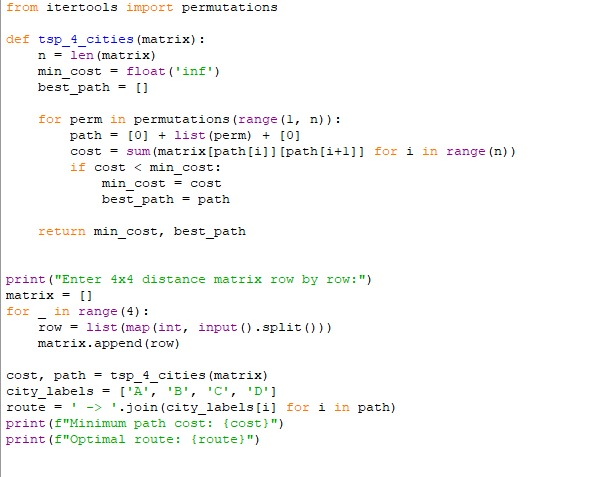 from itertools import permutations
def tsp_4_cities(matrix):
    n = len(matrix)
    min_cost = float('inf')
    best_path = []
    for perm in permutations(range(1, n)):
        path = [0] + list(perm) + [0]
        cost = sum(matrix[path[i]][path[i+1]] for i in range(n))
        if cost < min_cost:
            min_cost = cost
            best_path = path
    return min_cost, best_path
print("Enter 4x4 distance matrix row by row:")
matrix = []
for _ in range(4):
    row = list(map(int, input().split()))
    matrix.append(row)
cost, path = tsp_4_cities(matrix)
city_labels = ['A', 'B', 'C', 'D']
route = ' -> '.join(city_labels[i] for i in path)
print(f"Minimum path cost: {cost}")
print(f"Optimal route: {route}")